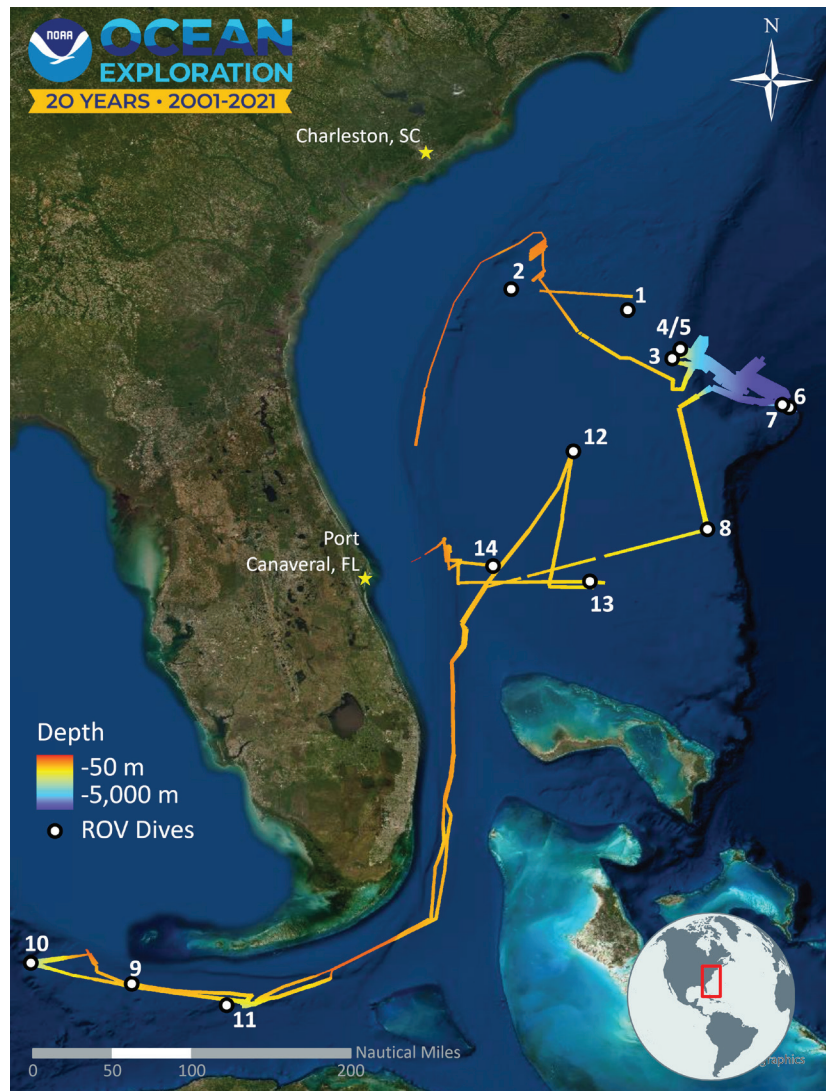 NOAA
OCEAN
EXPLORATION
20 YEARS • 2001-2021
N
Charleston, SC
2
1
4/5
3
6
7
12
8
Port
Canaveral, FL
14
13
Depth
-50 m
-5,000 m
ROV Dives
10
9
11
Nautical Miles
0 50 100 200